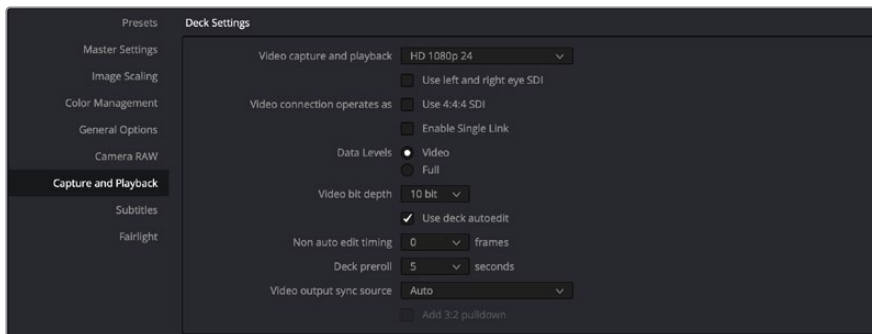 Presets
Master Settings
Image Scaling
Color Management
General Options
Camera RAW
Capture and Playback
Subtitles
Fairlight
Deck Settings
Video capture and playback HD 1080p 24
Use left and right eye SDI
Video connection operates as Use 4:4:4 SDI
Enable Single Link
Data Levels Video
Full
Video bit depth 10 bit
Use deck autoedit
Non auto edit timing 0 frames
Deck preroll 5 seconds
Video output sync source Auto
Add 3:2 pulldown